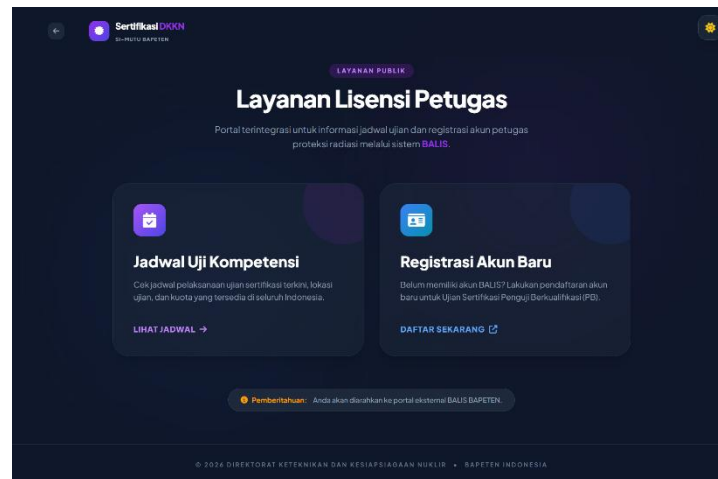 Sertifikasi DKKN
SI-MUTU BAPETEN
LAYANAN PUBLIK
Layanan Lisensi Petugas
Portal terintegrasi untuk informasi jadwal ujian dan registrasi akun petugas
proteksi radiasi melalui sistem BALIS.
Jadwal Uji Kompetensi
Cek jadwal pelaksanaan ujian sertifikasi terkini, lokasi
ujian, dan kuota yang tersedia di seluruh Indonesia.
LIHAT JADWAL →
Registrasi Akun Baru
Belum memiliki akun BALIS? Lakukan pendaftaran akun
baru untuk Ujian Sertifikasi Penguji Berkualifikasi (PB).
DAFTAR SEKARANG
Pemberitahuan: Anda akan diarahkan ke portal eksternal BALIS BAPETEN.
© 2026 DIREKTORAT KETEKNIKAN DAN KESIAPSIAGAAN NUKLIR • BAPETEN INDONESIA